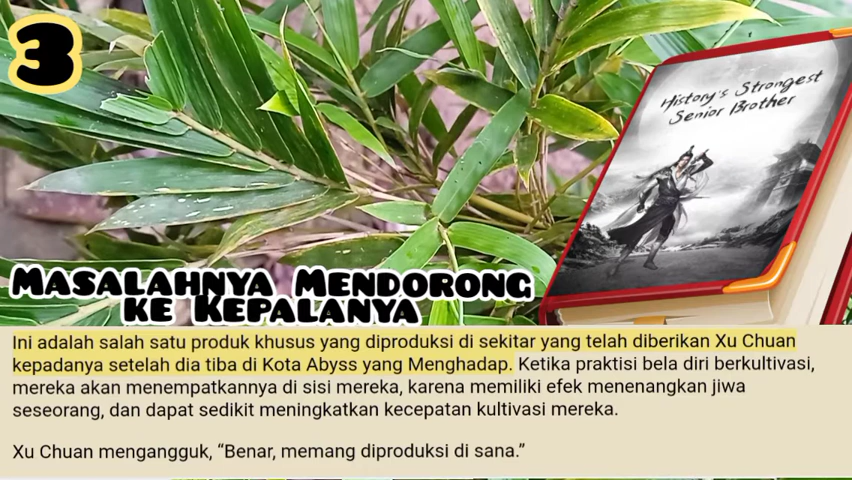 3
History's Strongest
Senior Brother
MASALAHNYA MENDORONG
KE KEPALANYA
Ini adalah salah satu produk khusus yang diproduksi di sekitar yang telah diberikan Xu Chuan
kepadanya setelah dia tiba di Kota Abyss yang Menghadap. Ketika praktisi bela diri berkultivasi,
mereka akan menempatkannya di sisi mereka, karena memiliki efek menenangkan jiwa
seseorang, dan dapat sedikit meningkatkan kecepatan kultivasi mereka.
Xu Chuan mengangguk, “Benar, memang diproduksi di sana.”